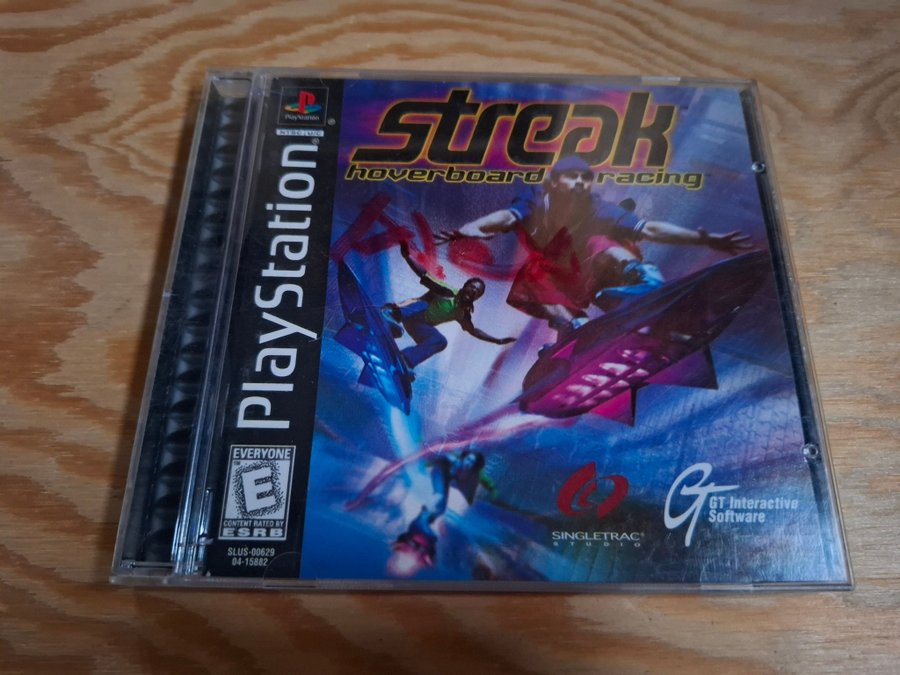 PlayStation
NTSC U/C
PlayStation
streak
hoverboard racing
EVERYONE
E
CONTENT RATED BY
ESRB
SLUS-00629
04-15882
SINGLETRAC
STUDIO
GT
GT Interactive
Software